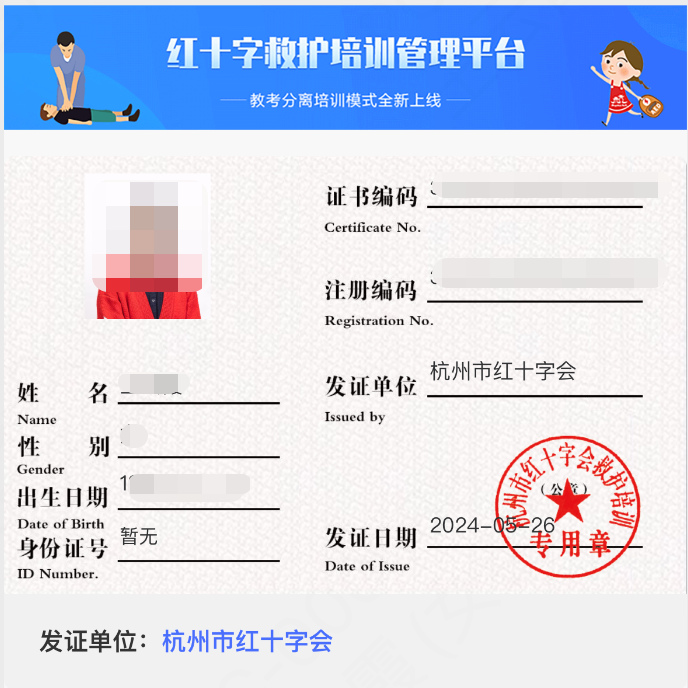 红十字救护培训管理平台
教考分离培训模式全新上线
证书编码
Certificate No.
注册编码
Registration No.
姓名
Name
发证单位 杭州市红十字会
Issued by
性别
Gender
出生日期
Date of Birth
身份证号 暂无
ID Number.
发证日期 2024-05-26
Date of Issue
(公章)
杭州市红十字会救护培训
专用章
发证单位：杭州市红十字会